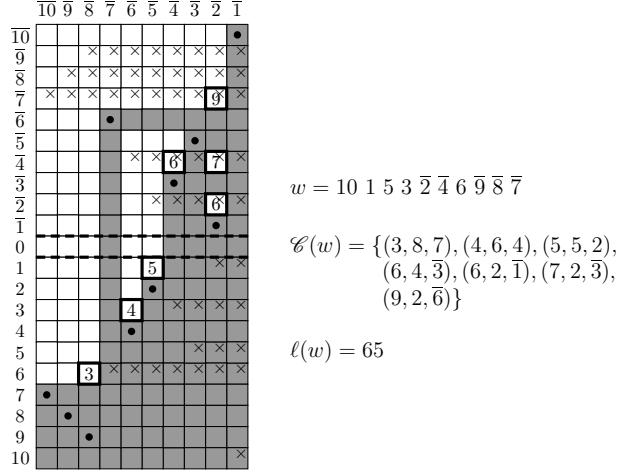 1̅0̅ 9̅ 8̅ 7̅ 6̅ 5̅ 4̅ 3̅ 2̅ 1̅
1̅0̅
9̅
8̅
7̅ 9
6̅
5̅
4̅ 6 7
3̅
2̅ 6
1̅
0
1 5
2
3 4
4
5
6 3
7
8
9
10
w = 10 1 5 3 2̅ 4̅ 6 9̅ 8̅ 7̅
𝒞(w) = {(3, 8, 7), (4, 6, 4), (5, 5, 2),
(6, 4, 3̅), (6, 2, 1̅), (7, 2, 3̅),
(9, 2, 6̅)}
ℓ(w) = 65